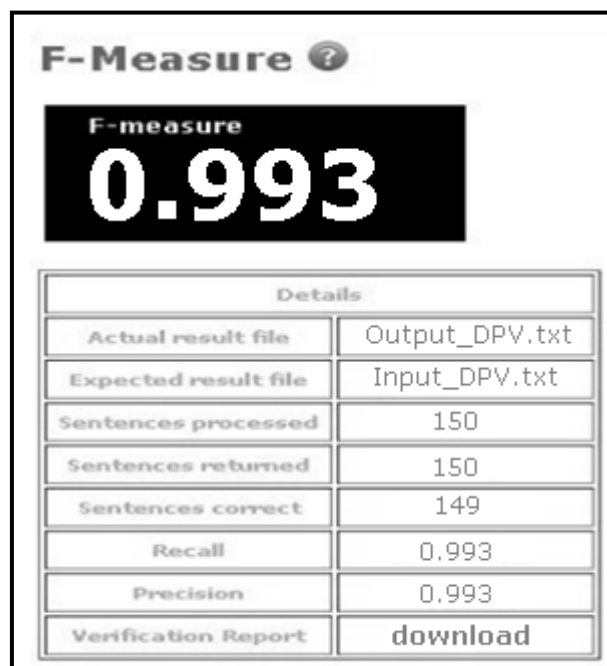 F-Measure ?
F-measure
0.993
Details
Actual result file Output_DPV.txt
Expected result file Input_DPV.txt
Sentences processed 150
Sentences returned 150
Sentences correct 149
Recall 0.993
Precision 0.993
Verification Report download